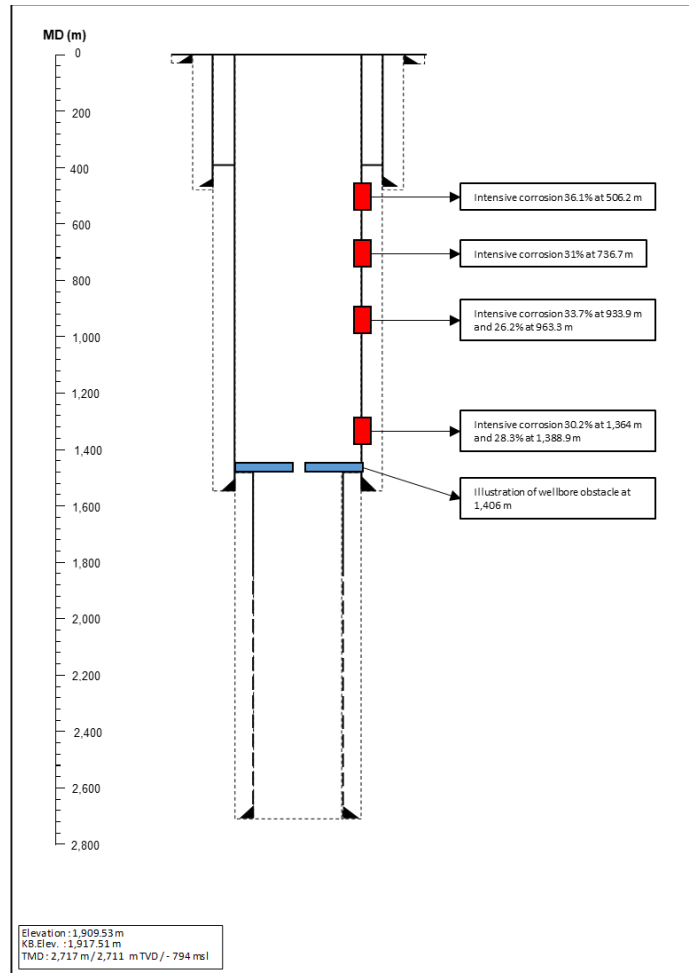 MD (m)
0
200
400
600
800
1,000
1,200
1,400
1,600
1,800
2,000
2,200
2,400
2,600
2,800
Intensive corrosion 36.1% at 506.2 m
Intensive corrosion 31% at 736.7 m
Intensive corrosion 33.7% at 933.9 m
and 26.2% at 963.3 m
Intensive corrosion 30.2% at 1,364 m
and 28.3% at 1,388.9 m
Illustration of wellbore obstacle at
1,406 m
Elevation : 1,909.53 m
KB.Elev. : 1,917.51 m
TMD : 2,717 m / 2,711 m TVD / - 794 msl